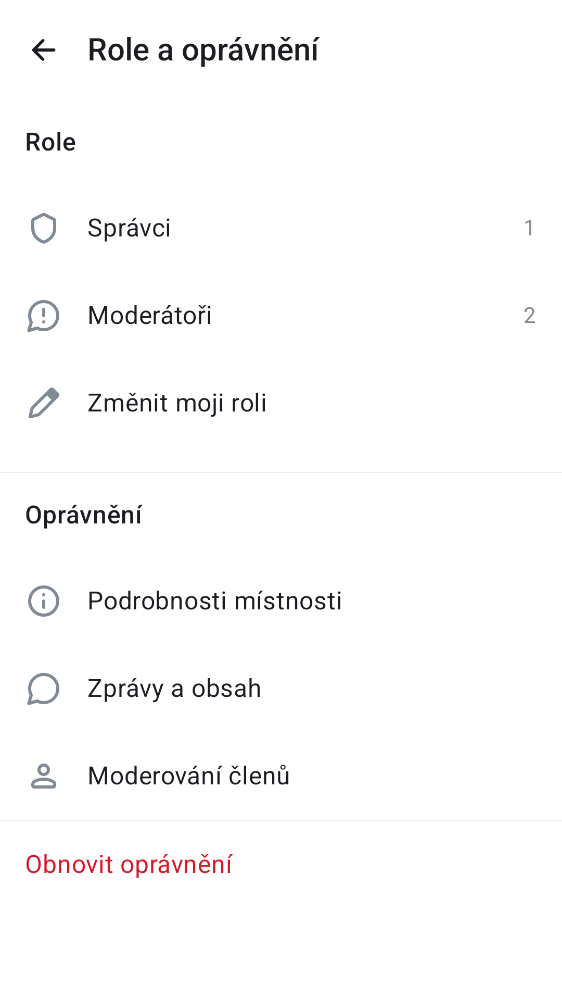 Role a oprávnění
Role
Správci 1
Moderátoři 2
Změnit moji roli
Oprávnění
Podrobnosti místnosti
Zprávy a obsah
Moderování členů
Obnovit oprávnění